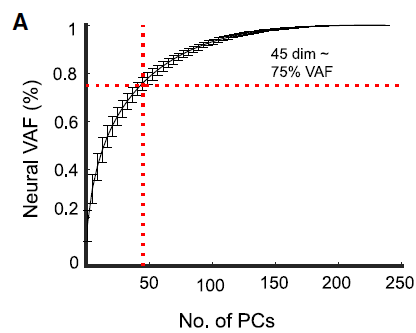 A
1
0.8
0.6
0.4
0.2
0
Neural VAF (%)
45 dim ~
75% VAF
50 100 150 200 250
No. of PCs